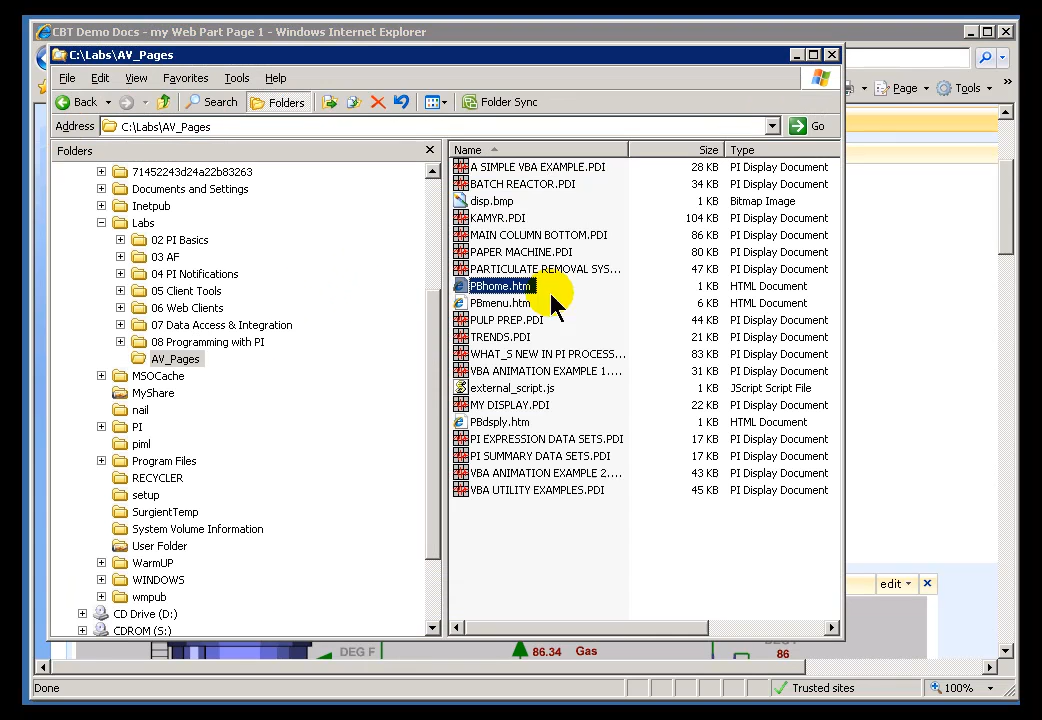 CBT Demo Docs - my Web Part Page 1 - Windows Internet Explorer
C:\Labs\AV_Pages
File Edit View Favorites Tools Help
Back Search Folders Folder Sync
Page Tools »
Address C:\Labs\AV_Pages Go
Folders
Name Size Type
71452243d24a22b83263
Documents and Settings
Inetpub
Labs
02 PI Basics
03 AF
04 PI Notifications
05 Client Tools
06 Web Clients
07 Data Access & Integration
08 Programming with PI
AV_Pages
MSOCache
MyShare
nail
PI
piml
Program Files
RECYCLER
setup
SurgientTemp
System Volume Information
User Folder
WarmUP
WINDOWS
wmpub
CD Drive (D:)
CDROM (S:)
A SIMPLE VBA EXAMPLE.PDI 28 KB PI Display Document
BATCH REACTOR.PDI 34 KB PI Display Document
disp.bmp 1 KB Bitmap Image
KAMYR.PDI 104 KB PI Display Document
MAIN COLUMN BOTTOM.PDI 86 KB PI Display Document
PAPER MACHINE.PDI 80 KB PI Display Document
PARTICULATE REMOVAL SYS... 47 KB PI Display Document
PBhome.htm 1 KB HTML Document
PBmenu.htm 6 KB HTML Document
PULP PREP.PDI 44 KB PI Display Document
TRENDS.PDI 21 KB PI Display Document
WHAT_S NEW IN PI PROCESS... 83 KB PI Display Document
VBA ANIMATION EXAMPLE 1.... 31 KB PI Display Document
external_script.js 1 KB JScript Script File
MY DISPLAY.PDI 22 KB PI Display Document
PBdsply.htm 1 KB HTML Document
PI EXPRESSION DATA SETS.PDI 17 KB PI Display Document
PI SUMMARY DATA SETS.PDI 17 KB PI Display Document
VBA ANIMATION EXAMPLE 2.... 43 KB PI Display Document
VBA UTILITY EXAMPLES.PDI 45 KB PI Display Document
edit
DEG F 86.34 Gas 86
Done Trusted sites 100%